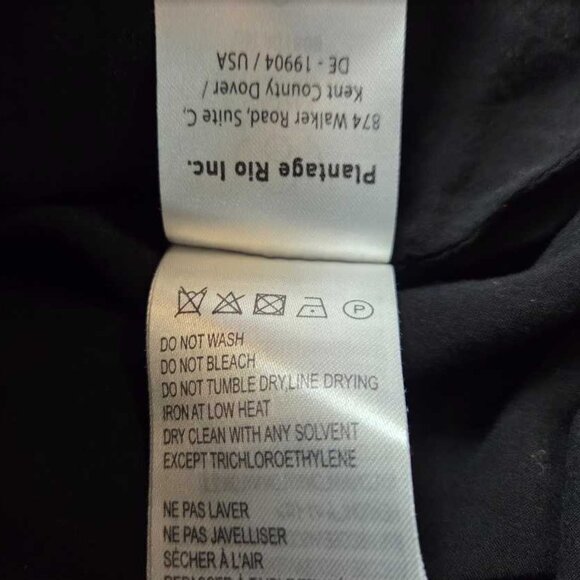 Plantage Rio Inc.
874 Walker Road, Suite C,
Kent County Dover /
DE - 19904 / USA
P
DO NOT WASH
DO NOT BLEACH
DO NOT TUMBLE DRY,LINE DRYING
IRON AT LOW HEAT
DRY CLEAN WITH ANY SOLVENT
EXCEPT TRICHLOROETHYLENE
NE PAS LAVER
NE PAS JAVELLISER
SÉCHER À L'AIR